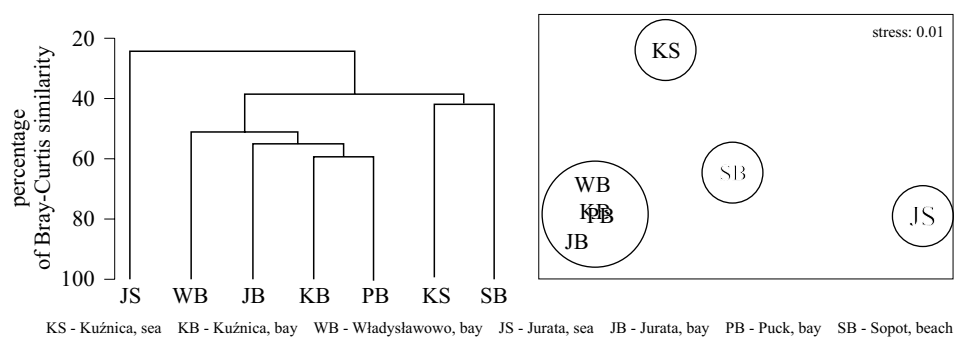 percentage
of Bray-Curtis similarity
20
40
60
80
100
JS WB JB KB PB KS SB
stress: 0.01
KS
SB
WB
KB
PB
JB
JS
KS - Kuźnica, sea KB - Kuźnica, bay WB - Władysławowo, bay JS - Jurata, sea JB - Jurata, bay PB - Puck, bay SB - Sopot, beach